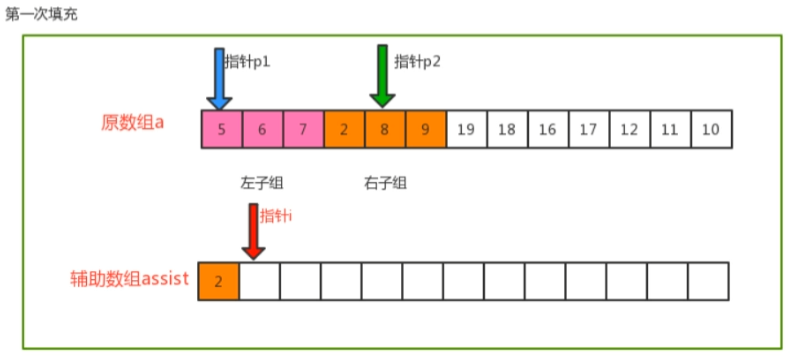 第一次填充
指针p1 指针p2
原数组a 5 6 7 2 8 9 19 18 16 17 12 11 10
左子组 右子组
指针i
辅助数组assist 2